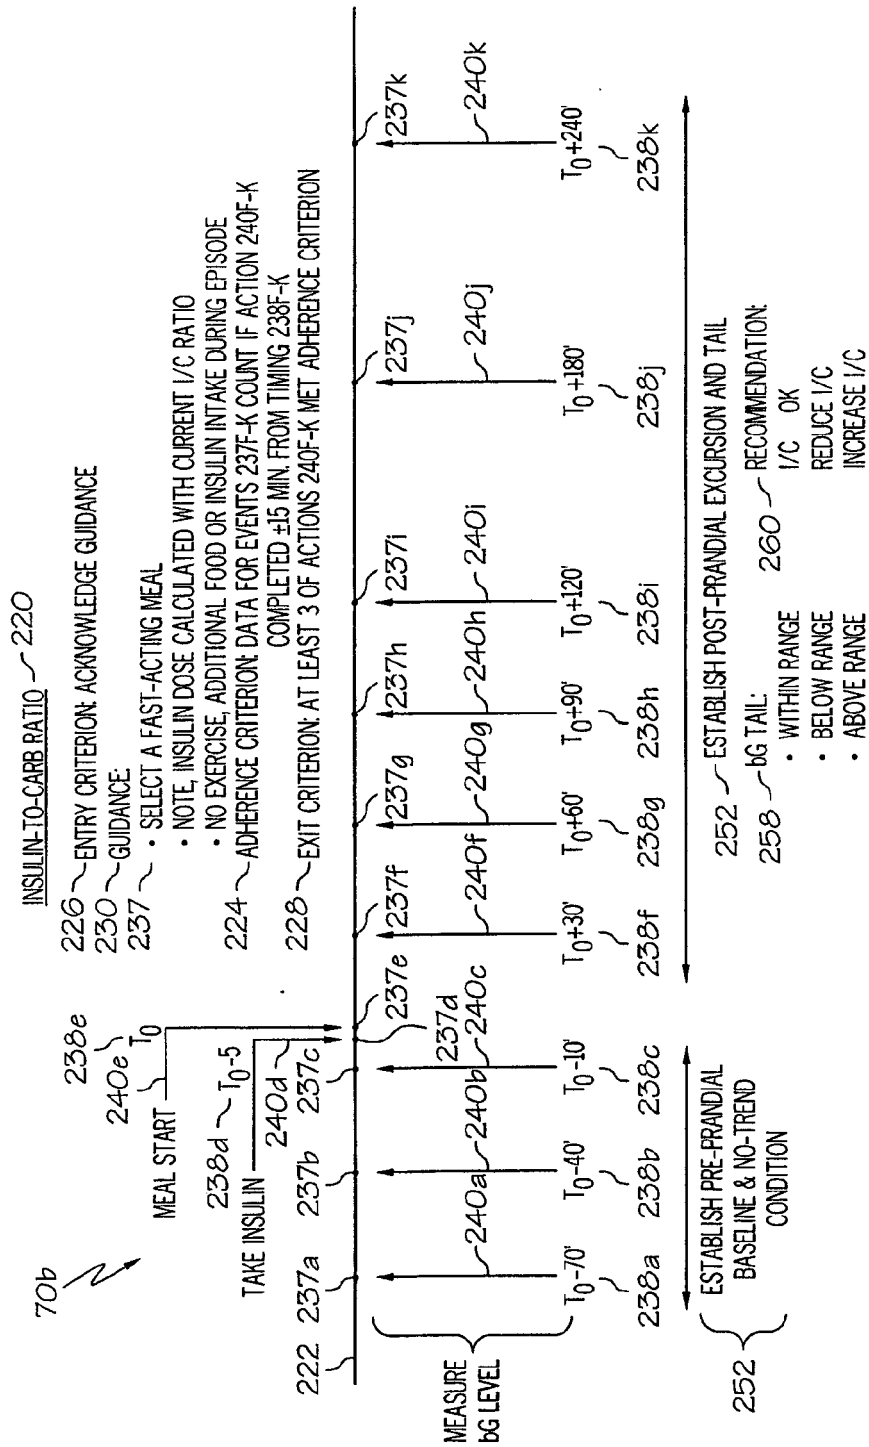 INSULIN-TO-CARB RATIO 220
226 ENTRY CRITERION: ACKNOWLEDGE GUIDANCE
230 GUIDANCE:
237 • SELECT A FAST-ACTING MEAL
• NOTE, INSULIN DOSE CALCULATED WITH CURRENT I/C RATIO
• NO EXERCISE, ADDITIONAL FOOD OR INSULIN INTAKE DURING EPISODE
224 ADHERENCE CRITERION: DATA FOR EVENTS 237F-K COUNT IF ACTION 240F-K
COMPLETED ±15 MIN. FROM TIMING 238F-K
228 EXIT CRITERION: AT LEAST 3 OF ACTIONS 240F-K MET ADHERENCE CRITERION
70b
238e
T0
240e
MEAL START
238d T0-5
TAKE INSULIN
240d
222 237a 237b 237c 237d 237e 237f 237g 237h 237i 237j 237k
MEASURE
bG LEVEL
240a 240b 240c 240f 240g 240h 240i 240j 240k
T0-70' T0-40' T0-10' T0+30' T0+60' T0+90' T0+120' T0+180' T0+240'
238a 238b 238c 238f 238g 238h 238i 238j 238k
252
ESTABLISH PRE-PRANDIAL
BASELINE & NO-TREND
CONDITION
252 ESTABLISH POST-PRANDIAL EXCURSION AND TAIL
258 bG TAIL:
• WITHIN RANGE
• BELOW RANGE
• ABOVE RANGE
260 RECOMMENDATION:
I/C OK
REDUCE I/C
INCREASE I/C